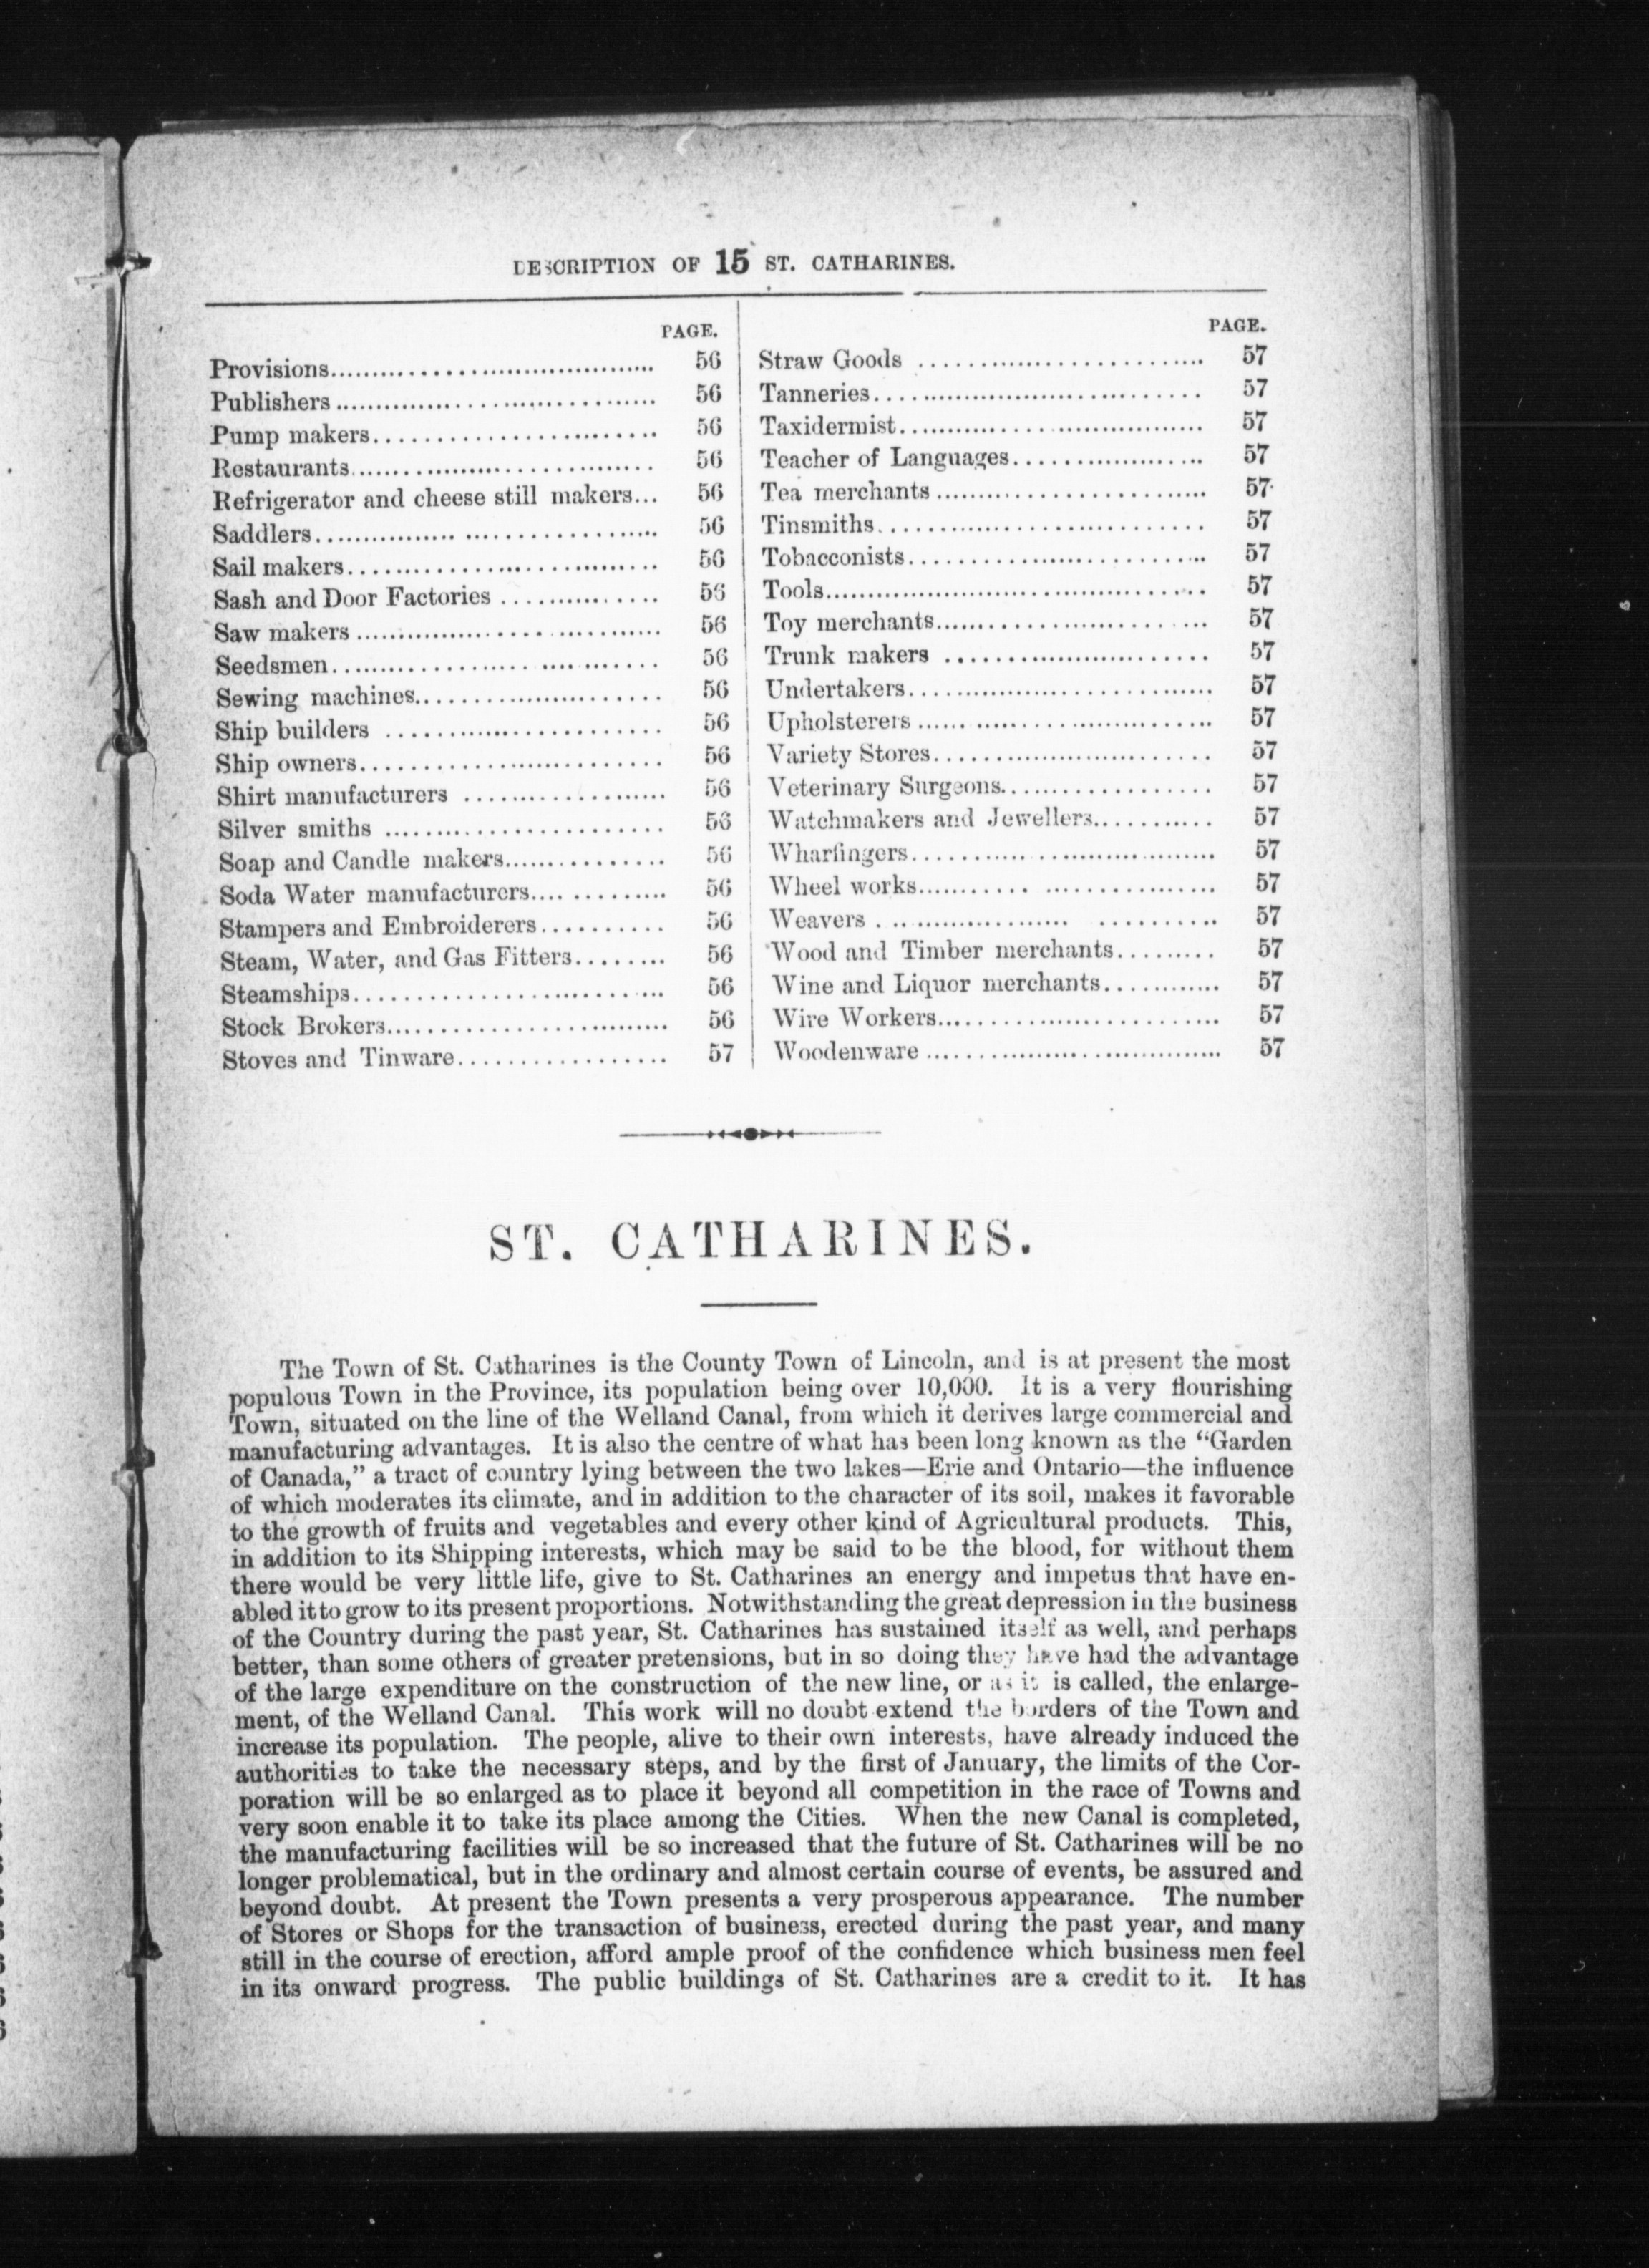 DESCRIPTION OF 15 ST. CATHARINES.
PAGE.
Provisions.................................... 56
Publishers.................................... 56
Pump makers.................................... 56
Restaurants.................................... 56
Refrigerator and cheese still makers... 56
Saddlers.................................... 56
Sail makers.................................... 56
Sash and Door Factories .............. 56
Saw makers .................................... 56
Seedsmen.................................... 56
Sewing machines.......................... 56
Ship builders .......................... 56
Ship owners.............................. 56
Shirt manufacturers .................... 56
Silver smiths .......................... 56
Soap and Candle makers................ 56
Soda Water manufacturers.............. 56
Stampers and Embroiderers.......... 56
Steam, Water, and Gas Fitters........ 56
Steamships.............................. 56
Stock Brokers............................ 56
Stoves and Tinware.................. 57
PAGE.
Straw Goods .............................. 57
Tanneries.................................... 57
Taxidermist.................................. 57
Teacher of Languages.................... 57
Tea merchants.............................. 57
Tinsmiths.................................. 57
Tobacconists.............................. 57
Tools........................................ 57
Toy merchants............................ 57
Trunk makers ............................ 57
Undertakers................................ 57
Upholsterers................................ 57
Variety Stores............................ 57
Veterinary Surgeons.................... 57
Watchmakers and Jewellers............ 57
Wharfingers................................ 57
Wheel works................................ 57
Weavers .................................... 57
Wood and Timber merchants......... 57
Wine and Liquor merchants............ 57
Wire Workers.............................. 57
Woodenware................................ 57
ST. CATHARINES.
The Town of St. Catharines is the County Town of Lincoln, and is at present the most
populous Town in the Province, its population being over 10,000. It is a very flourishing
Town, situated on the line of the Welland Canal, from which it derives large commercial and
manufacturing advantages. It is also the centre of what has been long known as the “Garden
of Canada,” a tract of country lying between the two lakes—Erie and Ontario—the influence
of which moderates its climate, and in addition to the character of its soil, makes it favorable
to the growth of fruits and vegetables and every other kind of Agricultural products. This,
in addition to its Shipping interests, which may be said to be the blood, for without them
there would be very little life, give to St. Catharines an energy and impetus that have en-
abled it to grow to its present proportions. Notwithstanding the great depression in the business
of the Country during the past year, St. Catharines has sustained itself as well, and perhaps
better, than some others of greater pretensions, but in so doing they have had the advantage
of the large expenditure on the construction of the new line, or as it is called, the enlarge-
ment, of the Welland Canal. This work will no doubt extend the borders of the Town and
increase its population. The people, alive to their own interests, have already induced the
authorities to take the necessary steps, and by the first of January, the limits of the Cor-
poration will be so enlarged as to place it beyond all competition in the race of Towns and
very soon enable it to take its place among the Cities. When the new Canal is completed,
the manufacturing facilities will be so increased that the future of St. Catharines will be no
longer problematical, but in the ordinary and almost certain course of events, be assured and
beyond doubt. At present the Town presents a very prosperous appearance. The number
of Stores or Shops for the transaction of business, erected during the past year, and many
still in the course of erection, afford ample proof of the confidence which business men feel
in its onward progress. The public buildings of St. Catharines are a credit to it. It has